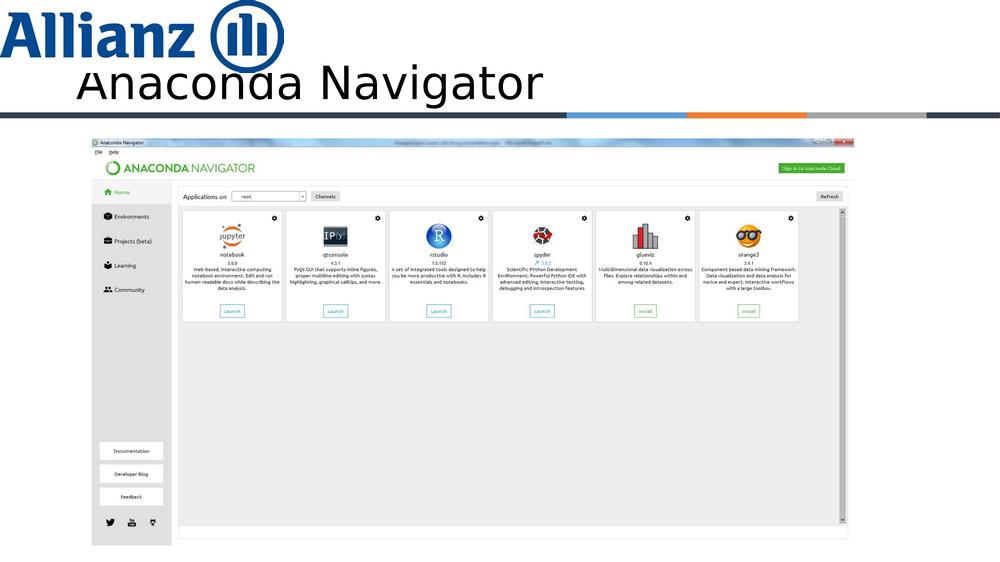 Allianz
Anaconda Navigator
Anaconda Navigator
File Help
ANACONDA NAVIGATOR
Sign in to Anaconda Cloud
Home
Environments
Projects (beta)
Learning
Community
Documentation
Developer Blog
Feedback
Applications on
root
Channels
Refresh
jupyter
notebook
5.0.0
Web-based, interactive computing
notebook environment. Edit and run
human-readable docs while describing the
data analysis.
Launch
IP[y]:
qtconsole
4.3.1
PyQt GUI that supports inline figures,
proper multiline editing with syntax
highlighting, graphical calltips, and more.
Launch
R
rstudio
1.0.153
A set of integrated tools designed to help
you be more productive with R. Includes R
essentials and notebooks.
Launch
spyder
3.2.3
Scientific PYthon Development
EnviRonment. Powerful Python IDE with
advanced editing, interactive testing,
debugging and introspection features
Launch
glueviz
0.10.4
Multidimensional data visualization across
files. Explore relationships within and
among related datasets.
Install
orange3
3.4.1
Component based data mining framework.
Data visualization and data analysis for
novice and expert. Interactive workflows
with a large toolbox.
Install